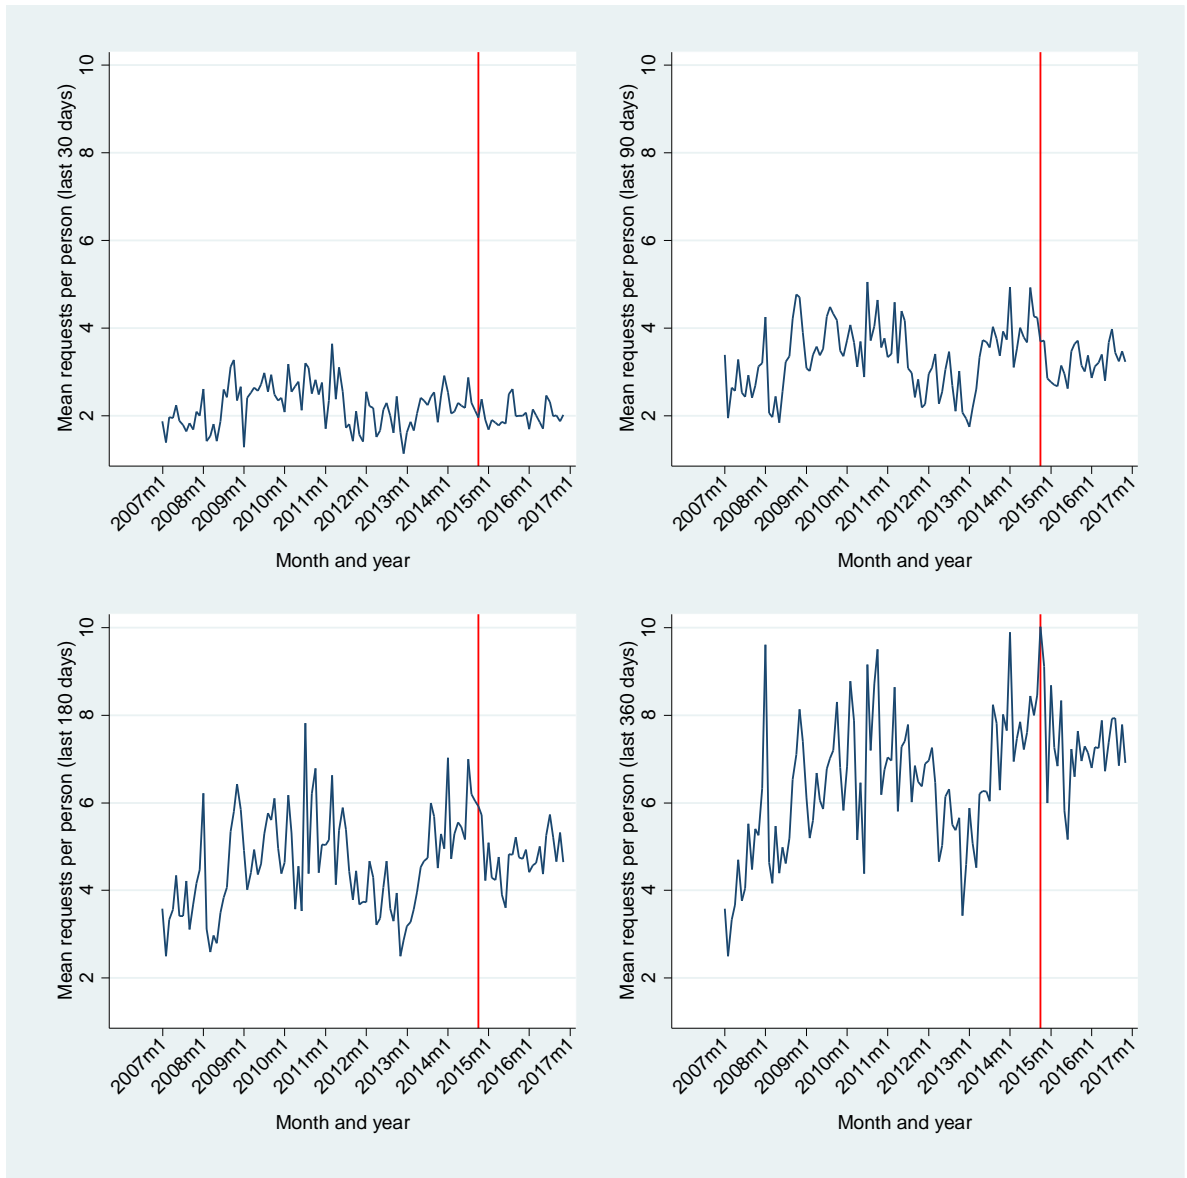 Mean requests per person (last 30 days)
10
8
6
4
2
2007m1
2008m1
2009m1
2010m1
2011m1
2012m1
2013m1
2014m1
2015m1
2016m1
2017m1
Month and year
Mean requests per person (last 90 days)
10
8
6
4
2
2007m1
2008m1
2009m1
2010m1
2011m1
2012m1
2013m1
2014m1
2015m1
2016m1
2017m1
Month and year
Mean requests per person (last 180 days)
10
8
6
4
2
2007m1
2008m1
2009m1
2010m1
2011m1
2012m1
2013m1
2014m1
2015m1
2016m1
2017m1
Month and year
Mean requests per person (last 360 days)
10
8
6
4
2
2007m1
2008m1
2009m1
2010m1
2011m1
2012m1
2013m1
2014m1
2015m1
2016m1
2017m1
Month and year